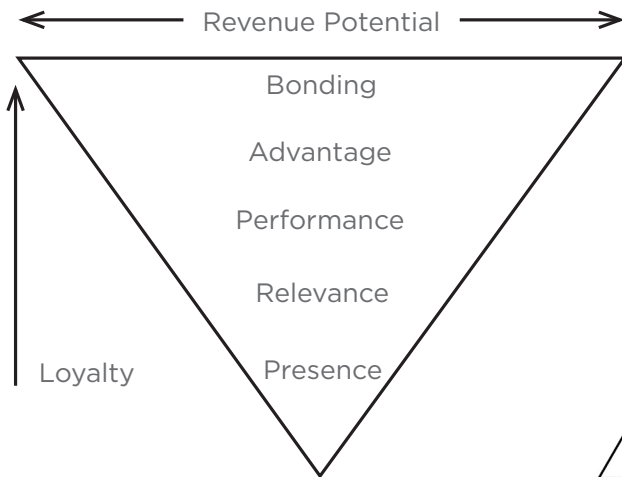 Revenue Potential
Bonding
Advantage
Performance
Relevance
Presence
Loyalty